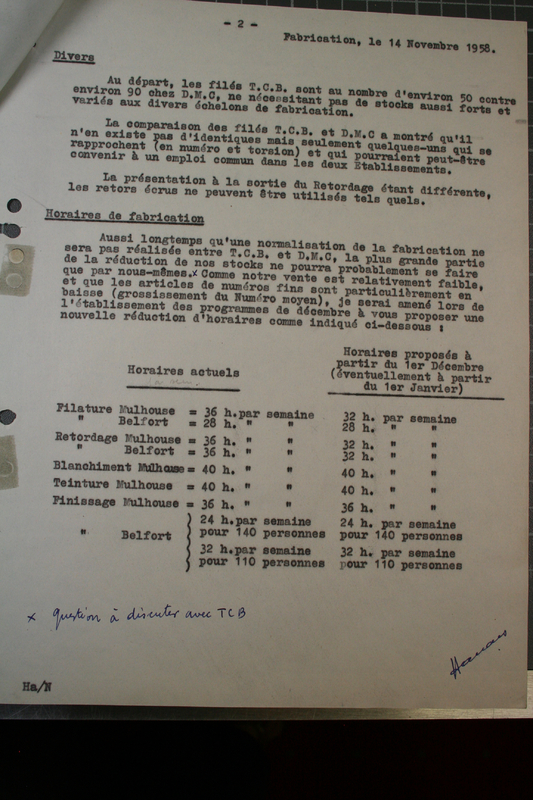 - 2 -
Fabrication, le 14 Novembre 1958.
Divers
Au départ, les filés T.C.B. sont au nombre d'environ 50 contre
environ 90 chez D.M.C, ne nécessitant pas de stocks aussi forts et
variés aux divers échelons de fabrication.
La comparaison des filés T.C.B. et D.M.C a montré qu'il
n'en existe pas d'identiques mais seulement quelques-uns qui se
rapprochent (en numéro et torsion) et qui pourraient peut-être
convenir à un emploi commun dans les deux Etablissements.
La présentation à la sortie du Retordage étant différente,
les retors écrus ne peuvent être utilisés tels quels.
Horaires de fabrication
Aussi longtemps qu'une normalisation de la fabrication ne
sera pas réalisée entre T.C.B. et D.M.C, la plus grande partie
de la réduction de nos stocks ne pourra probablement se faire
que par nous-mêmes.x Comme notre vente est relativement faible,
et que les articles de numéros fins sont particulièrement en
baisse (grossissement du Numéro moyen), je serai amené lors de
l'établissement des programmes de décembre à vous proposer une
nouvelle réduction d'horaires comme indiqué ci-dessous :
Horaires actuels
Horaires proposés à
partir du 1er Décembre
(éventuellement à partir
du 1er Janvier)
Filature Mulhouse = 36 h.par semaine 32 h. par semaine
" Belfort = 28 h. " " 28 h. " "
Retordage Mulhouse = 36 h. " " 32 h. " "
" Belfort = 36 h. " " 32 h. " "
Blanchiment Mulhouse = 40 h. " " 40 h. " "
Teinture Mulhouse = 40 h. " " 40 h. " "
Finissage Mulhouse = 36 h. " " 36 h. " "
" Belfort } 24 h.par semaine 24 h. par semaine
pour 140 personnes pour 140 personnes
32 h.par semaine 32 h. par semaine
pour 110 personnes pour 110 personnes
x question à discuter avec TCB
Ha/N